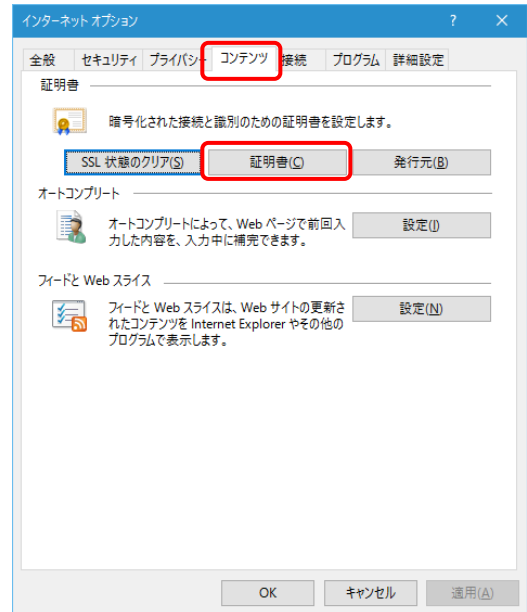 インターネット オプション ? ×
全般 セキュリティ プライバシー コンテンツ 接続 プログラム 詳細設定
証明書
暗号化された接続と識別のための証明書を設定します。
SSL 状態のクリア(S) 証明書(C) 発行元(B)
オートコンプリート
オートコンプリートによって、Web ページで前回入
力した内容を、入力中に補完できます。
設定(I)
フィードと Web スライス
フィードと Web スライスは、Web サイトの更新さ
れたコンテンツを Internet Explorer やその他の
プログラムで表示します。
設定(N)
OK キャンセル 適用(A)